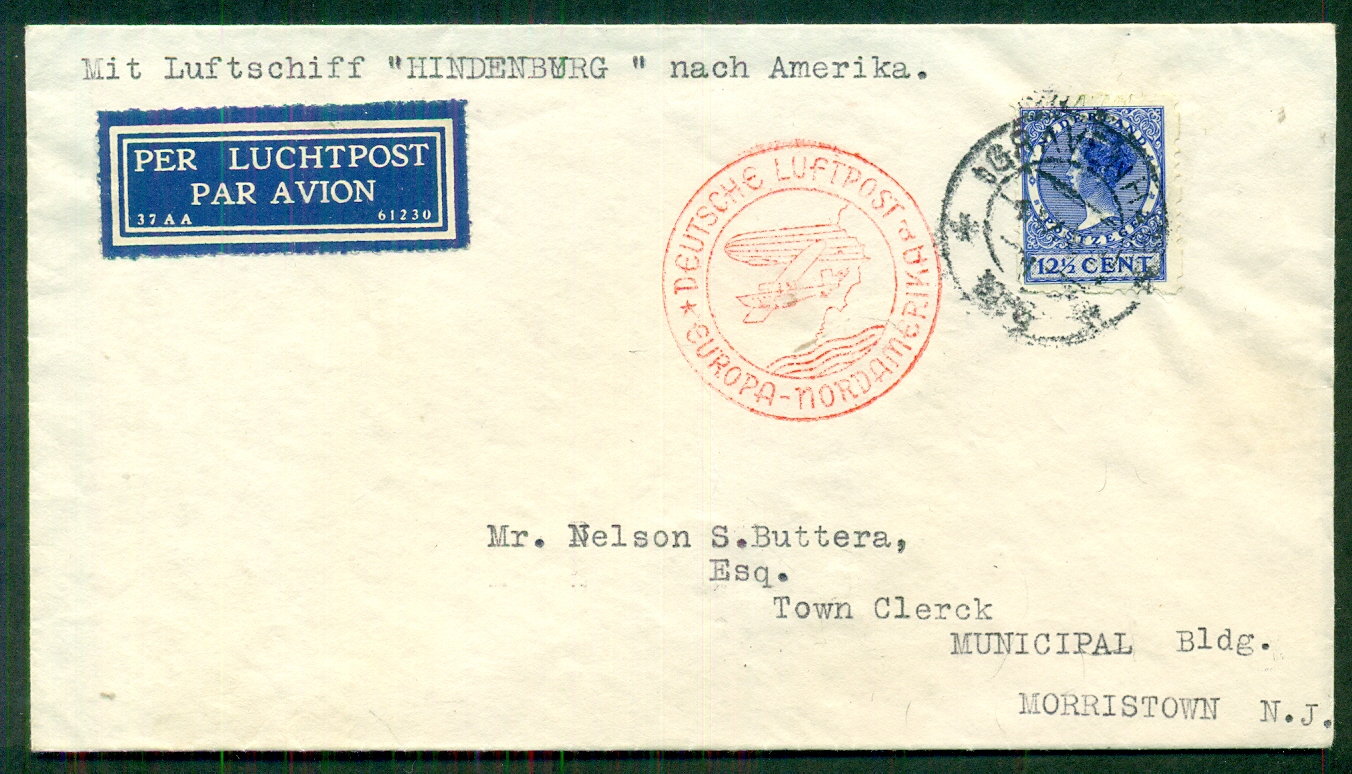 Mit Luftschiff "HINDENBURG " nach Amerika.
PER LUCHTPOST
PAR AVION
37 A A 61230
DEUTSCHE LUFTPOST
EUROPA-NORDAMERIKA
12½ CENT
Mr. Nelson S.Buttera,
Esq.
Town Clerck
MUNICIPAL Bldg.
MORRISTOWN N.J.